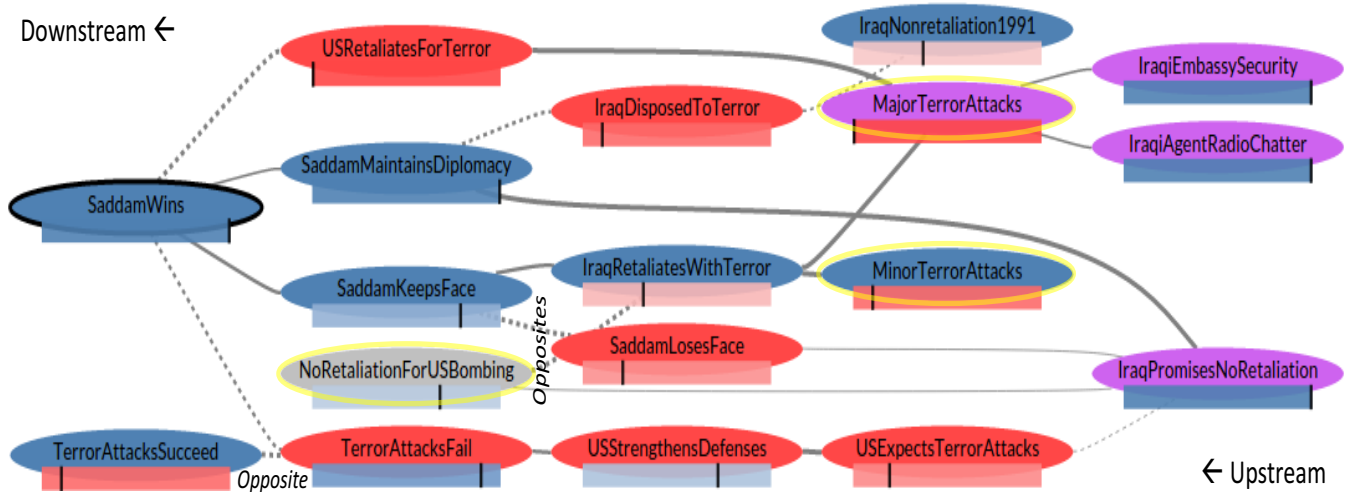 Downstream ←
USRetaliatesForTerror
IraqNonretaliation1991
IraqiEmbassySecurity
IraqDisposedToTerror
MajorTerrorAttacks
IraqiAgentRadioChatter
SaddamMaintainsDiplomacy
SaddamWins
IraqRetaliatesWithTerror
MinorTerrorAttacks
SaddamKeepsFace
Opposites
SaddamLosesFace
NoRetaliationForUSBombing
IraqPromisesNoRetaliation
TerrorAttacksSucceed
Opposite
TerrorAttacksFail
USStrengthensDefenses
USExpectsTerrorAttacks
← Upstream